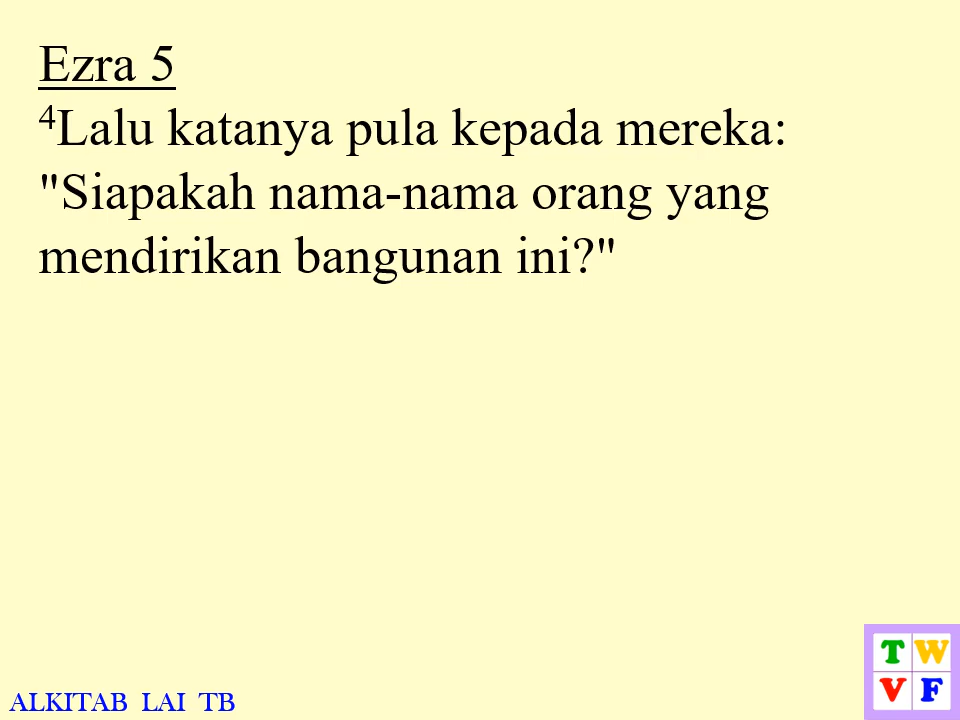 Ezra 5
4Lalu katanya pula kepada mereka:
"Siapakah nama-nama orang yang
mendirikan bangunan ini?"
T W
V F
ALKITAB LAI TB